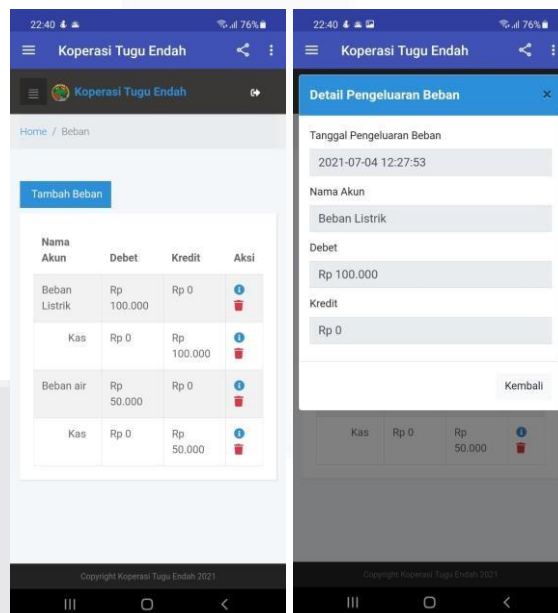 22:40 76%
Koperasi Tugu Endah
Koperasi Tugu Endah
Home / Beban
Tambah Beban
Nama Akun Debet Kredit Aksi
Beban Listrik Rp 100.000 Rp 0
Kas Rp 0 Rp 100.000
Beban air Rp 50.000 Rp 0
Kas Rp 0 Rp 50.000
Copyright Koperasi Tugu Endah 2021
22:40 76%
Koperasi Tugu Endah
Detail Pengeluaran Beban ×
Tanggal Pengeluaran Beban
2021-07-04 12:27:53
Nama Akun
Beban Listrik
Debet
Rp 100.000
Kredit
Rp 0
Kembali
Kas Rp 0 Rp 50.000
Copyright Koperasi Tugu Endah 2021